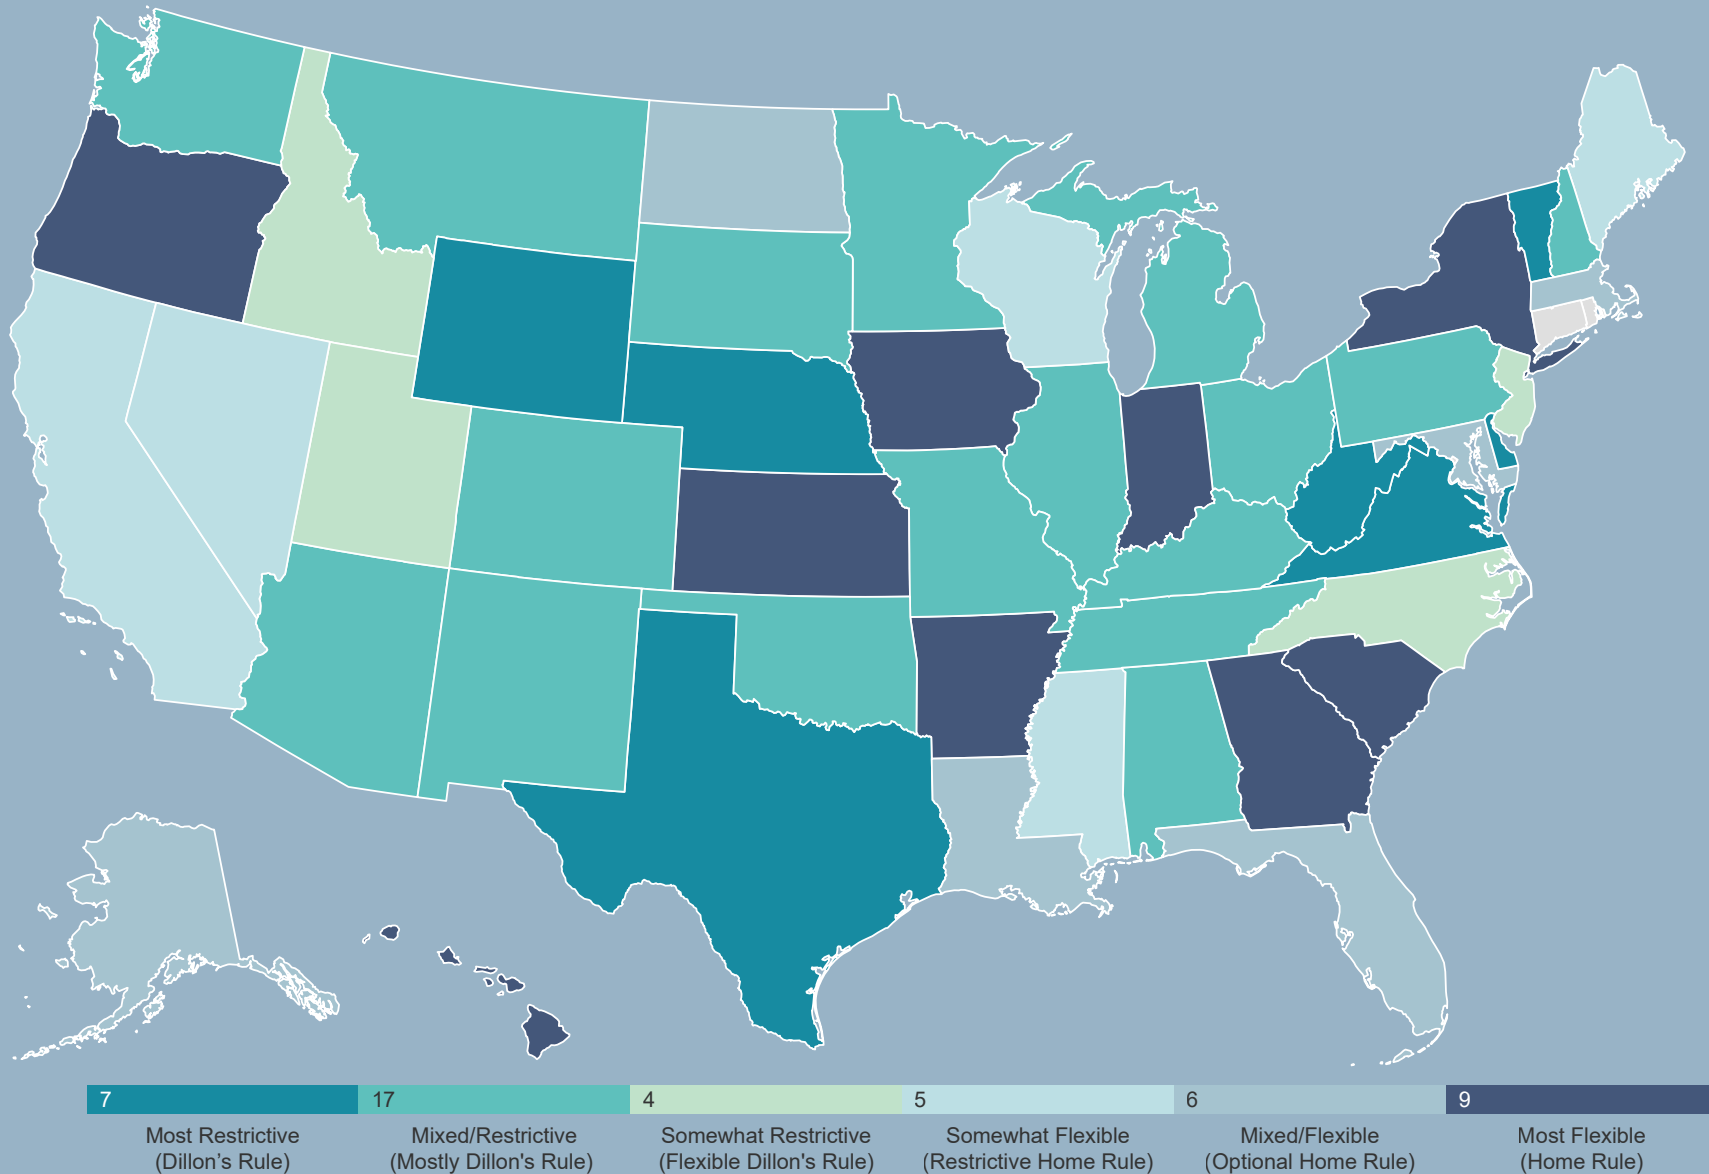 7 17 4 5 6 9
Most Restrictive Mixed/Restrictive Somewhat Restrictive Somewhat Flexible Mixed/Flexible Most Flexible
(Dillon’s Rule) (Mostly Dillon's Rule) (Flexible Dillon's Rule) (Restrictive Home Rule) (Optional Home Rule) (Home Rule)